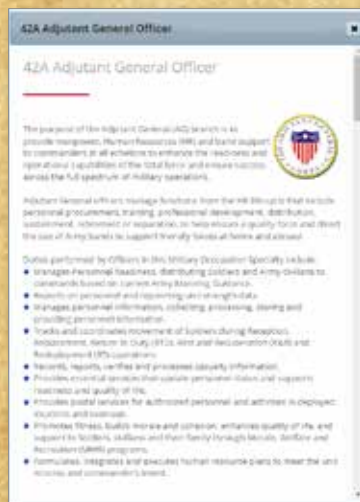 42A Adjutant General Officer
42A Adjutant General Officer
The purpose of the Adjutant General (AG) branch is to
provide manpower, Human Resources (HR), and band support
to commanders at all echelons to enhance the readiness and
operational capabilities of the total force and ensure success
across the full spectrum of military operations.
Adjutant General officers manage functions from the HR life cycle that include
personal procurement, training, professional development, distribution,
sustainment, retirement or separation, to help ensure a quality force and direct
the use of Army bands to support friendly forces at home and abroad.
Duties performed by Officers in this Military Occupation Specialty include:
Manages Personnel Readiness, distributing Soldiers and Army civilians to
commands based on current Army Manning Guidance.
Reports on personnel and reporting and strength data.
Manages personnel information, collecting, processing, storing and
providing personnel information.
Tracks and coordinates movement of Soldiers during Reception,
Replacement, Return to Duty (RTD), Rest and Recuperation (R&R) and
Redeployment operations.
Records, reports, verifies and processes casualty information.
Provides essential services that update personnel status and supports
readiness and quality of life.
Provides postal services for authorized personnel and activities in deployed
locations and overseas.
Promotes fitness, builds morale and cohesion, enhances quality of life, and
support to Soldiers, civilians and their family through Morale, Welfare and
Recreation (MWR) programs.
Formulates, integrates and executes human resource plans to meet the unit
mission and commander's intent.